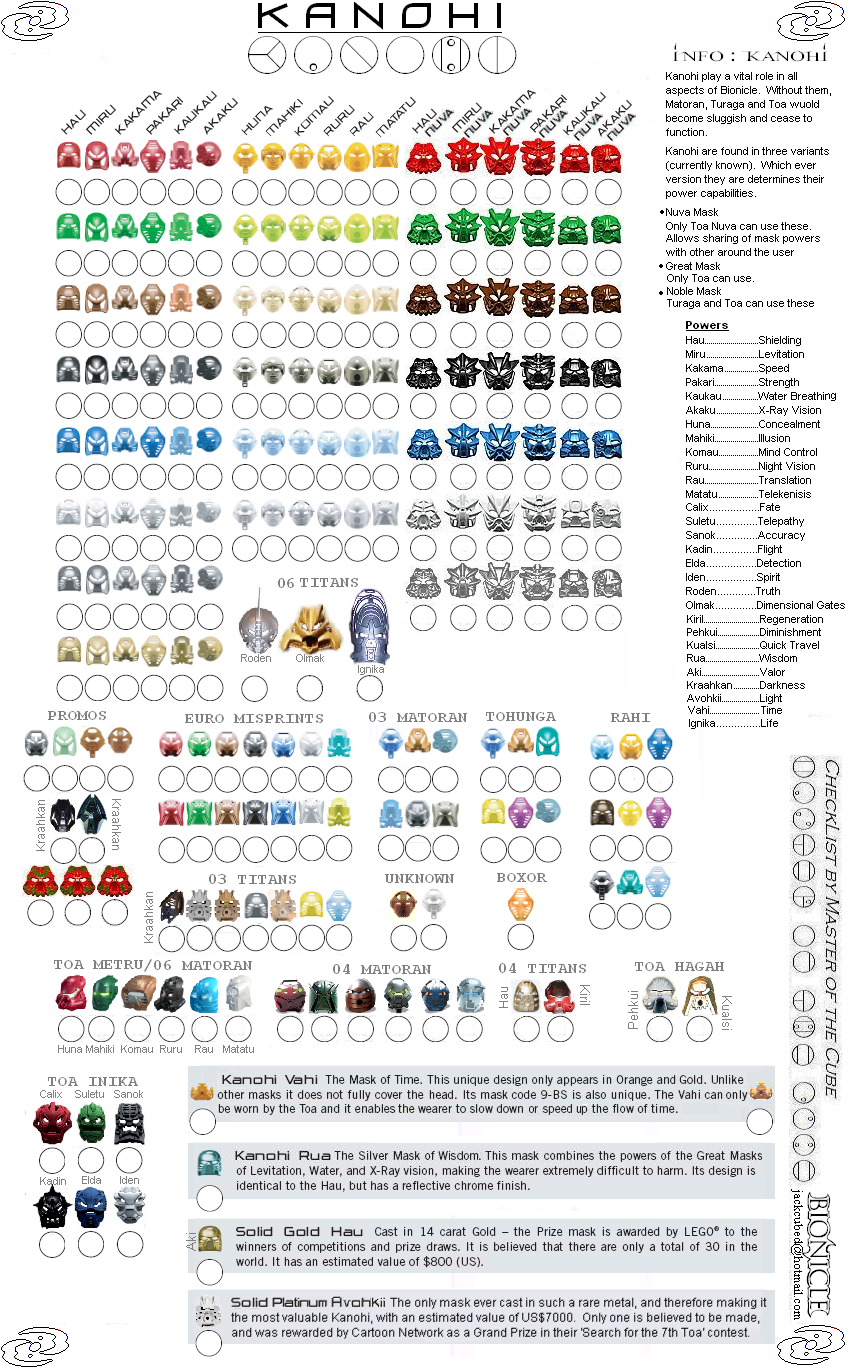 KANOHI
INFO : KANOHI
Kanohi play a vital role in all
aspects of Bionicle. Without them,
Matoran, Turaga and Toa wuold
become sluggish and cease to
function.
Kanohi are found in three variants
(currently known). Which ever
version they are determines their
power capabilities.
•Nuva Mask
Only Toa Nuva can use these.
Allows sharing of mask powers
with other around the user
•Great Mask
Only Toa can use.
• Noble Mask
Turaga and Toa can use these
HAU
MIRU
KAKAMA
PAKARI
KAUKAU
AKAKU
HUNA
MAHIKI
KOMAU
RURU
RAU
MATATU
HAU NUVA
MIRU NUVA
KAKAMA NUVA
PAKARI NUVA
KAUKAU NUVA
AKAKU NUVA
Powers
Hau......................Shielding
Miru......................Levitation
Kakama..............Speed
Pakari..................Strength
Kaukau...............Water Breathing
Akaku..................X-Ray Vision
Huna....................Concealment
Mahiki..................Illusion
Komau.................Mind Control
Ruru.....................Night Vision
Rau.......................Translation
Matatu.................Telekenisis
Calix................Fate
Suletu..............Telepathy
Sanok..............Accuracy
Kadin..............Flight
Elda................Detection
Iden................Spirit
Roden.............Truth
Olmak.............Dimensional Gates
Kiril.......................Regeneration
Pehkui.................Diminishment
Kualsi..................Quick Travel
Rua......................Wisdom
Aki........................Valor
Kraahkan...........Darkness
Avohkii................Light
Vahi.....................Time
Ignika..............Life
06 TITANS
Roden
Olmak
Ignika
PROMOS
EURO MISPRINTS
03 MATORAN
TOHUNGA
RAHI
Kraahkan
Kraahkan
03 TITANS
Kraahkan
UNKNOWN
BOXOR
TOA METRU/06 MATORAN
Huna Mahiki Komau Ruru Rau Matatu
04 MATORAN
04 TITANS
Hau
Kiril
TOA HAGAH
Pehkui
Kualsi
TOA INIKA
Calix Suletu Sanok
Kadin Elda Iden
Kanohi Vahi The Mask of Time. This unique design only appears in Orange and Gold. Unlike
other masks it does not fully cover the head. Its mask code 9-BS is also unique. The Vahi can only
be worn by the Toa and it enables the wearer to slow down or speed up the flow of time.
Kanohi Rua The Silver Mask of Wisdom. This mask combines the powers of the Great Masks
of Levitation, Water, and X-Ray vision, making the wearer extremely difficult to harm. Its design is
identical to the Hau, but has a reflective chrome finish.
Aki
Solid Gold Hau Cast in 14 carat Gold – the Prize mask is awarded by LEGO® to the
winners of competitions and prize draws. It is believed that there are only a total of 30 in the
world. It has an estimated value of $800 (US).
Solid Platinum Avohkii The only mask ever cast in such a rare metal, and therefore making it
the most valuable Kanohi, with an estimated value of US$7000. Only one is believed to be made,
and was rewarded by Cartoon Network as a Grand Prize in their 'Search for the 7th Toa' contest.
CHECKLIST BY MASTER OF THE CUBE
BIONICLE
jackcubed@hotmail.com